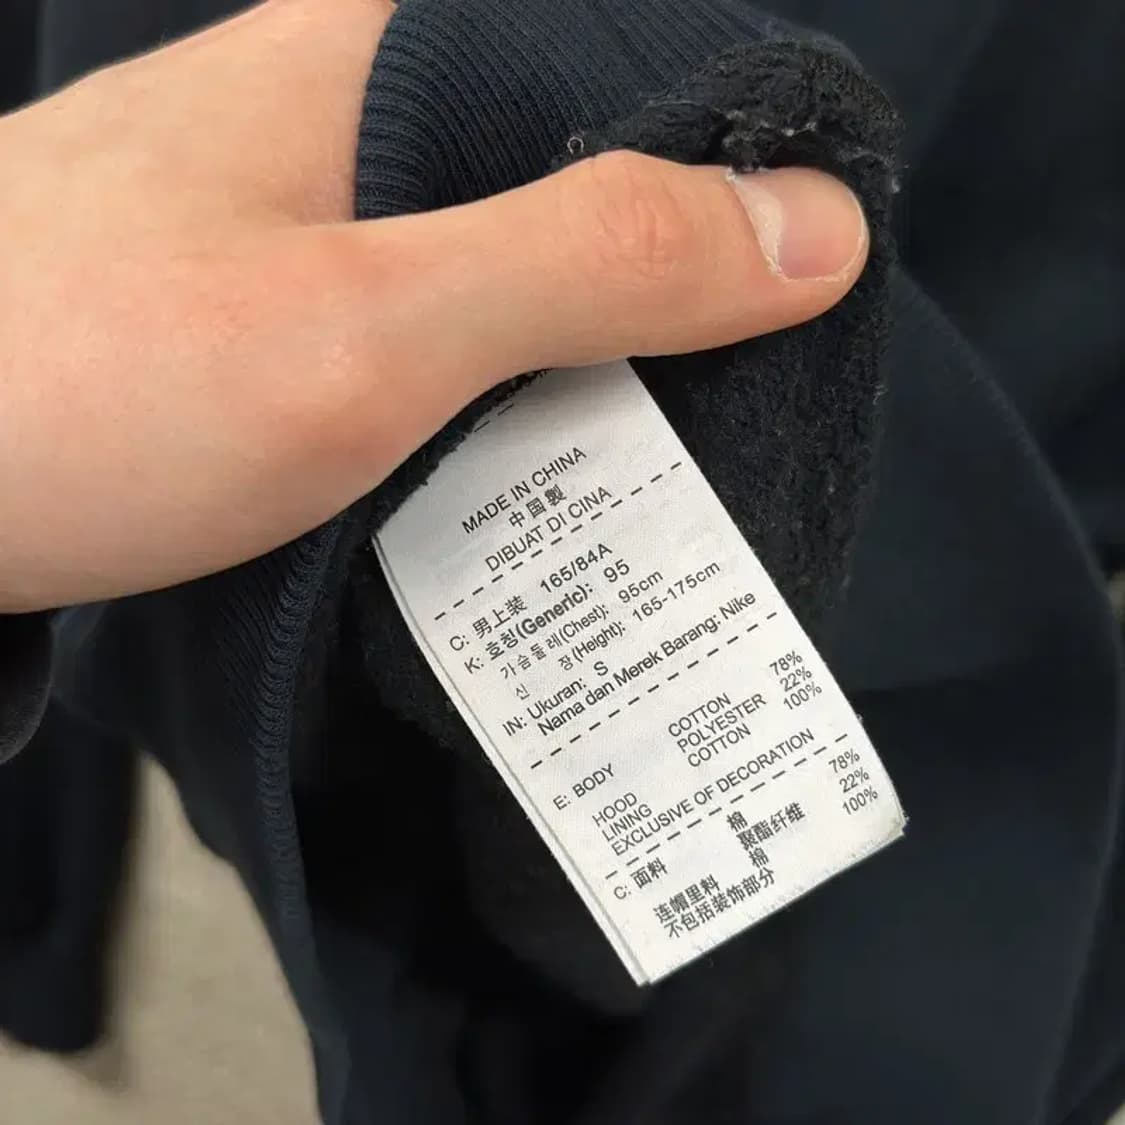 MADE IN CHINA
中国製
DIBUAT DI CINA
C: 男上装 165/84A
K: 호칭(Generic): 95
가슴둘레(Chest): 95cm
신 장(Height): 165-175cm
IN: Ukuran: S
Nama dan Merek Barang: Nike
E: BODY COTTON 78%
POLYESTER 22%
HOOD LINING COTTON 100%
EXCLUSIVE OF DECORATION
C: 面料 棉 78%
聚酯纤维 22%
连帽里料 棉 100%
不包括装饰部分